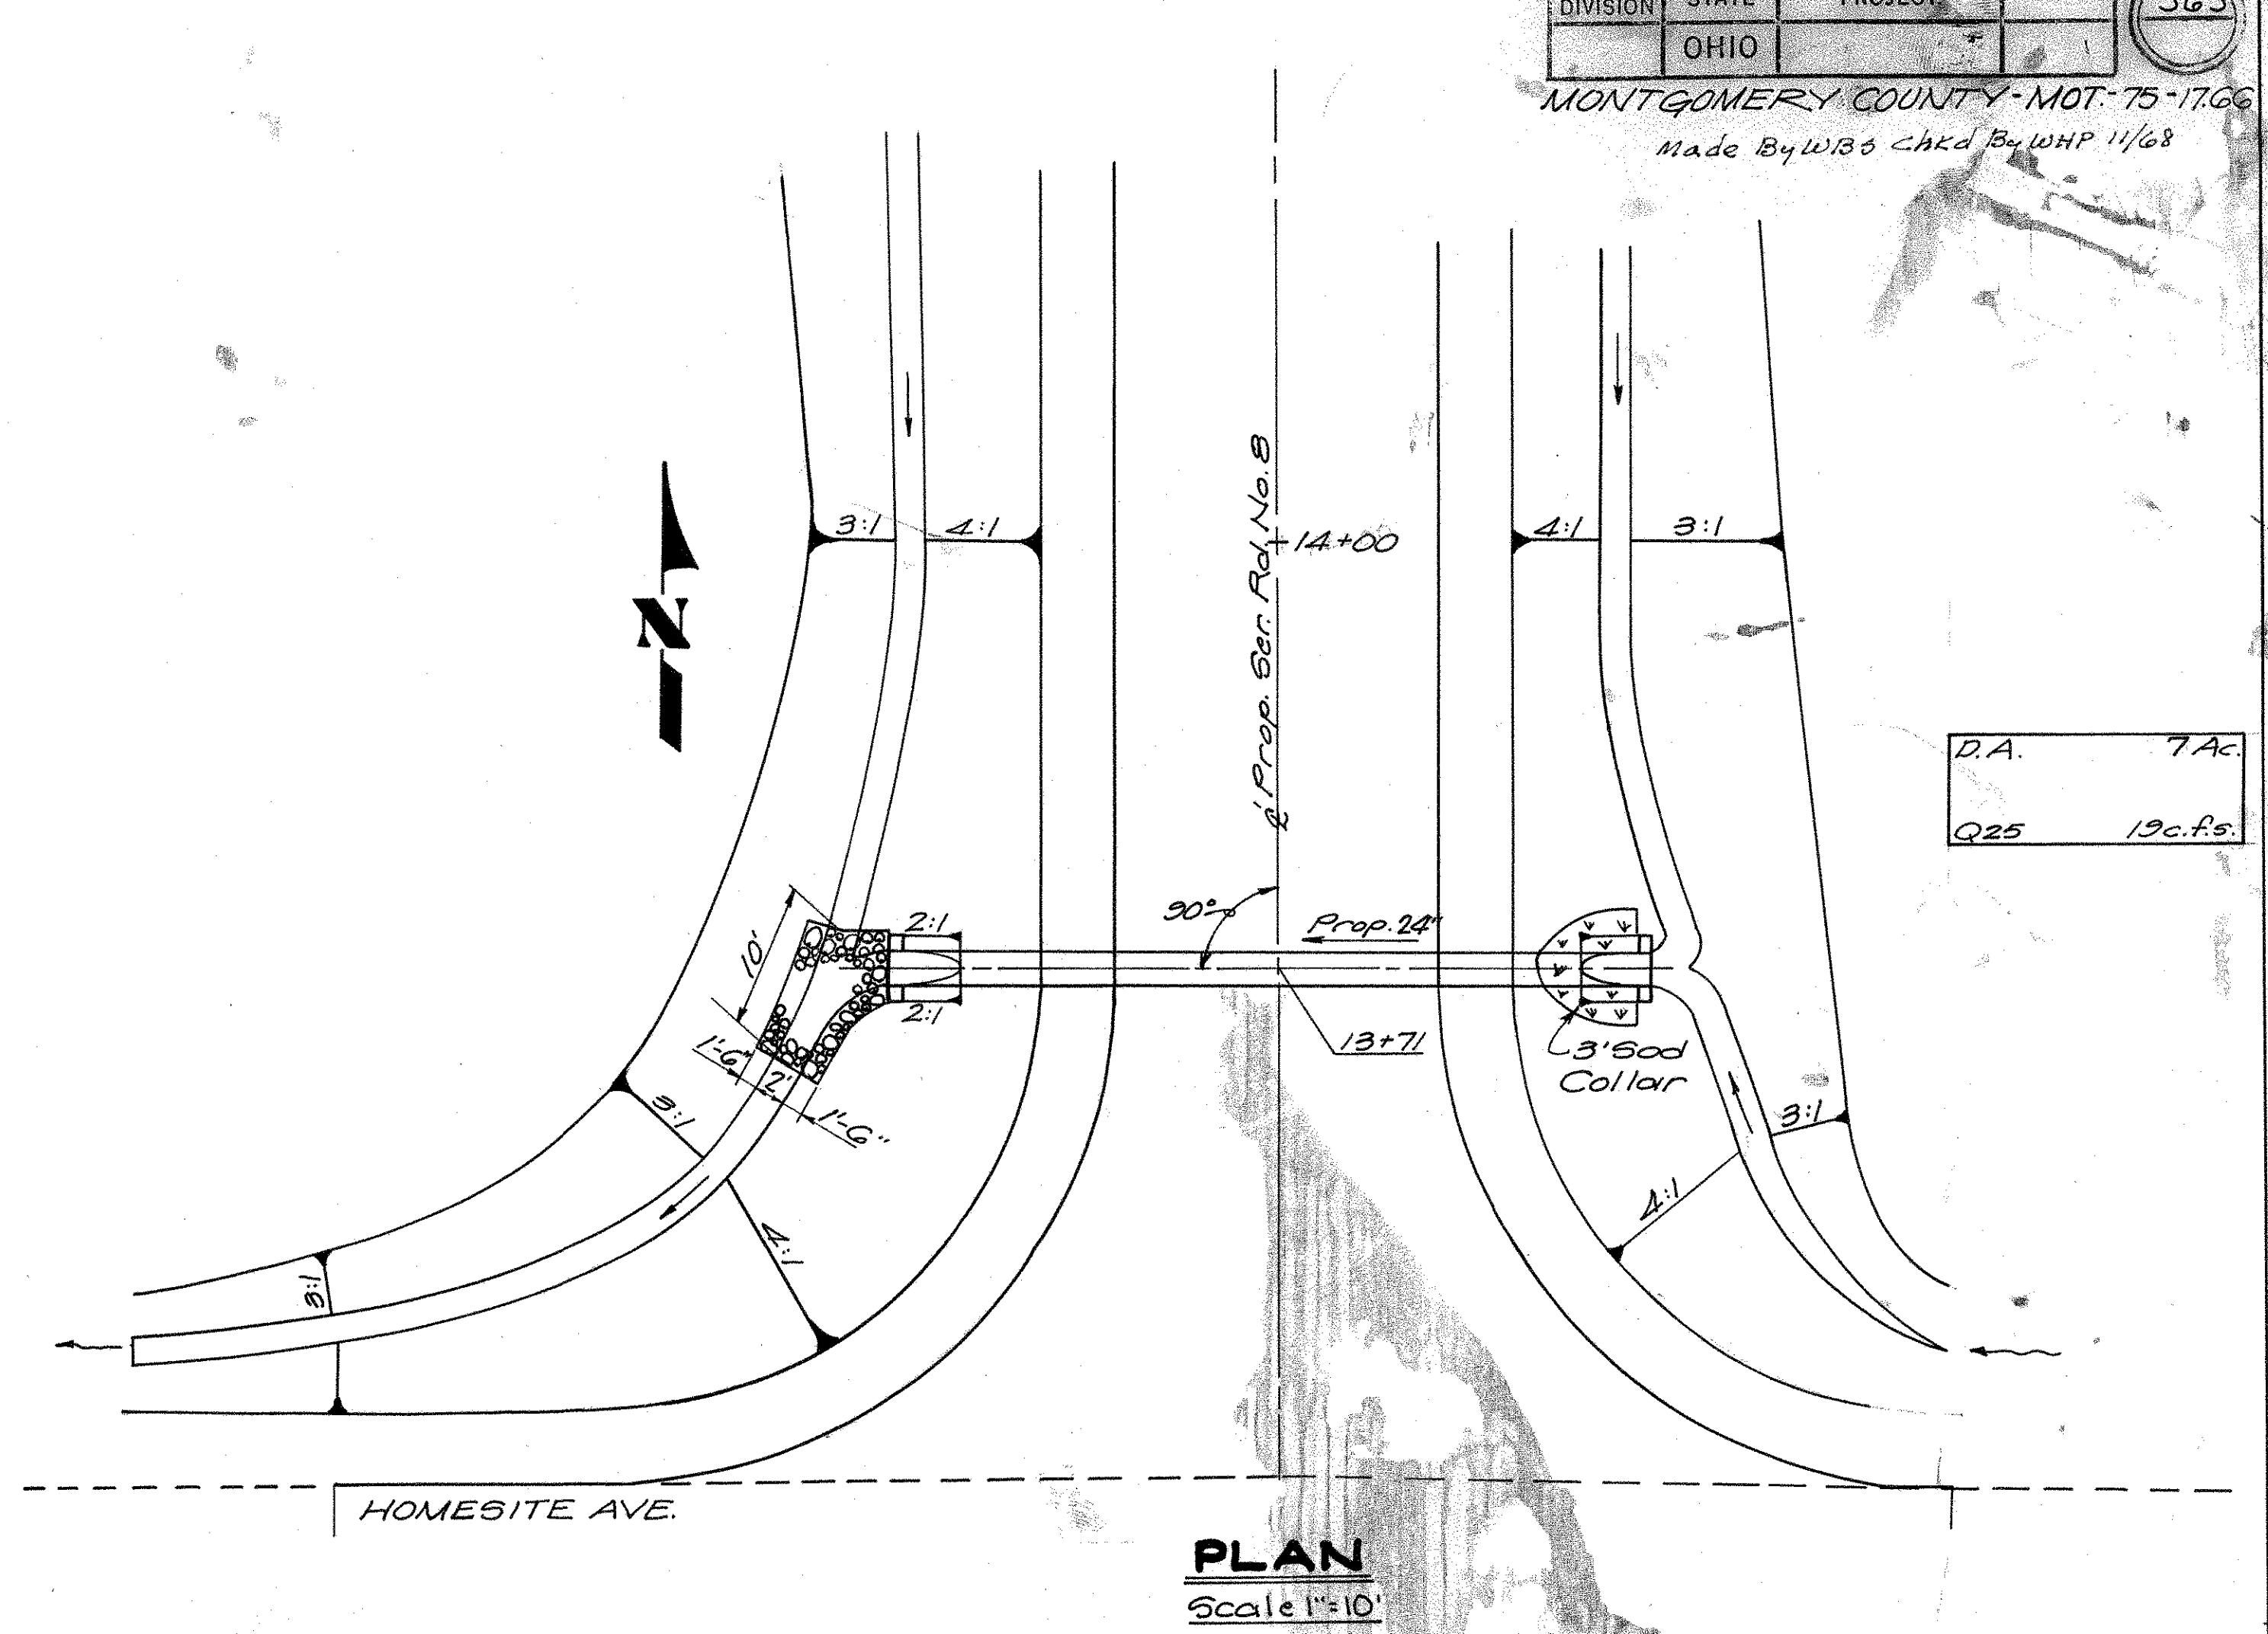 DIVISION STATE PROJECT
OHIO
MONTGOMERY COUNTY-MOT.-75-17.66
Made By WBS Chkd By WHP 11/68
3:1 4:1
℄ Prop. Ser. Rd. No. 8
14+00
4:1 3:1
N
D.A. 7 Ac.
Q25 19 c.f.s.
90°
Prop. 24"
2:1
10'
2:1
13+71
3' Sod
Collar
1'-6"
2'
1'-6"
3:1
3:1
4:1
4:1
3:1
HOMESITE AVE.
PLAN
Scale 1"=10'